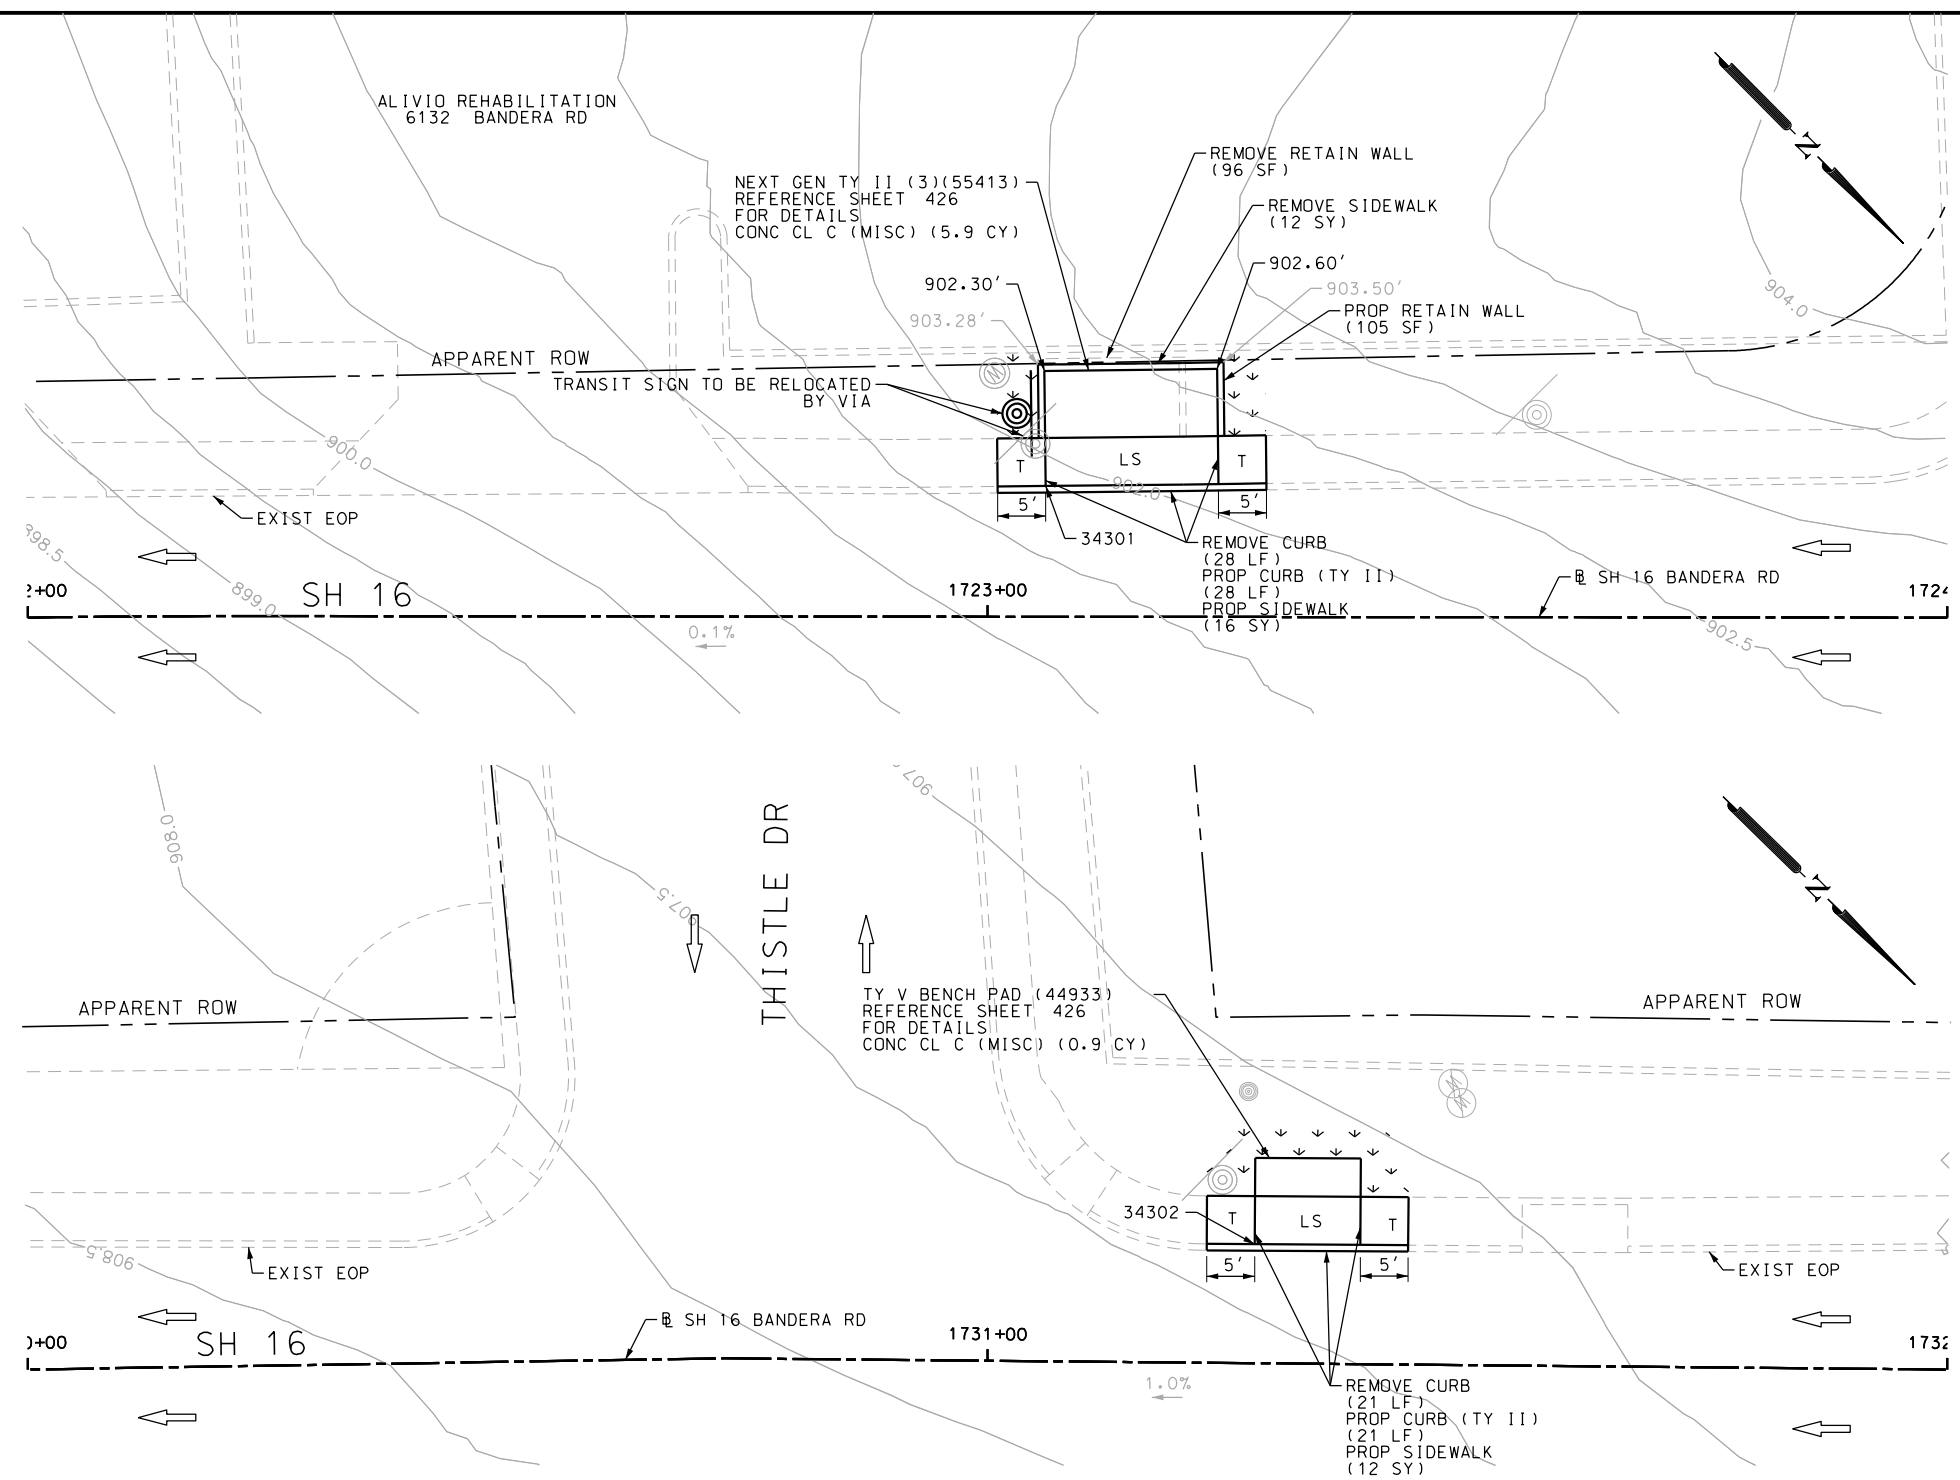 ALIVIO REHABILITATION
6132 BANDERA RD
NEXT GEN TY II (3)(55413)
REFERENCE SHEET 426
FOR DETAILS
CONC CL C (MISC) (5.9 CY)
REMOVE RETAIN WALL
(96 SF)
REMOVE SIDEWALK
(12 SY)
N
902.30'
903.28'
902.60'
903.50'
904.0
PROP RETAIN WALL
(105 SF)
APPARENT ROW
TRANSIT SIGN TO BE RELOCATED
BY VIA
900.0
T
LS
T
902.0
5'
5'
EXIST EOP
34301
898.5
REMOVE CURB
(28 LF)
PROP CURB (TY II)
(28 LF)
PROP SIDEWALK
(16 SY)
899.0
+00
SH 16
1723+00
BL SH 16 BANDERA RD
0.1%
902.5
908.0
907.5
THISTLE DR
N
APPARENT ROW
TY V BENCH PAD (44933)
REFERENCE SHEET 426
FOR DETAILS
CONC CL C (MISC) (0.9 CY)
APPARENT ROW
34302
T
LS
T
908.5
EXIST EOP
5'
5'
EXIST EOP
+00
SH 16
BL SH 16 BANDERA RD
1731+00
1732
1.0%
REMOVE CURB
(21 LF)
PROP CURB (TY II)
(21 LF)
PROP SIDEWALK
(12 SY)